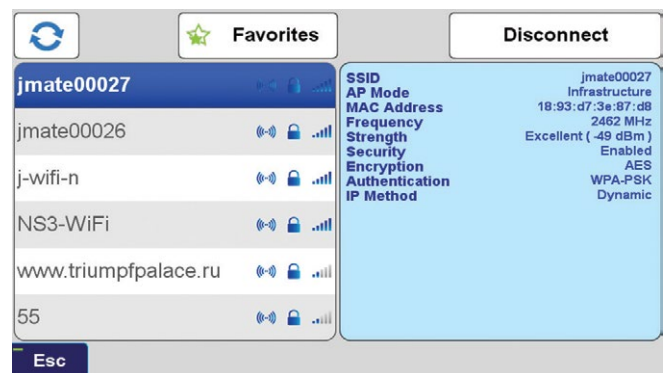 Favorites
Disconnect
jmate00027
jmate00026
j-wifi-n
NS3-WiFi
www.triumpfpalace.ru
55
SSID jmate00027
AP Mode Infrastructure
MAC Address 18:93:d7:3e:87:d8
Frequency 2462 MHz
Strength Excellent ( -49 dBm )
Security Enabled
Encryption AES
Authentication WPA-PSK
IP Method Dynamic
Esc